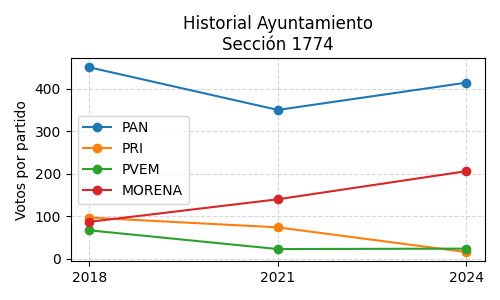 Historial Ayuntamiento
Sección 1774
Votos por partido
400
300
200
100
0
PAN
PRI
PVEM
MORENA
2018
2021
2024